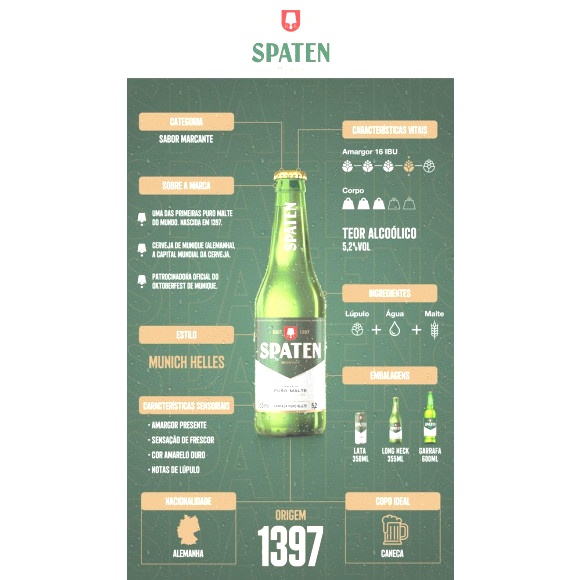 SPATEN
CATEGORIA
SABOR MARCANTE
SOBRE A MARCA
UMA DAS PRIMEIRAS PURO MALTE
DO MUNDO. NASCIDA EM 1397.
CERVEJA DE MUNIQUE (ALEMANHA),
A CAPITAL MUNDIAL DA CERVEJA.
PATROCINADORA OFICIAL DO
OKTOBERFEST DE MUNIQUE.
ESTILO
MUNICH HELLES
CARACTERÍSTICAS SENSORIAIS
• AMARGOR PRESENTE
• SENSAÇÃO DE FRESCOR
• COR AMARELO OURO
• NOTAS DE LÚPULO
NACIONALIDADE
ALEMANHA
SPATEN
1397
SPATEN
PURO MALTE
5,2
ORIGEM
1397
CARACTERÍSTICAS VITAIS
Amargor 16 IBU
Corpo
TEOR ALCOÓLICO
5,2%VOL
INGREDIENTES
Lúpulo Água Malte
+ +
EMBALAGENS
LATA
350ML
LONG NECK
355ML
GARRAFA
600ML
COPO IDEAL
CANECA